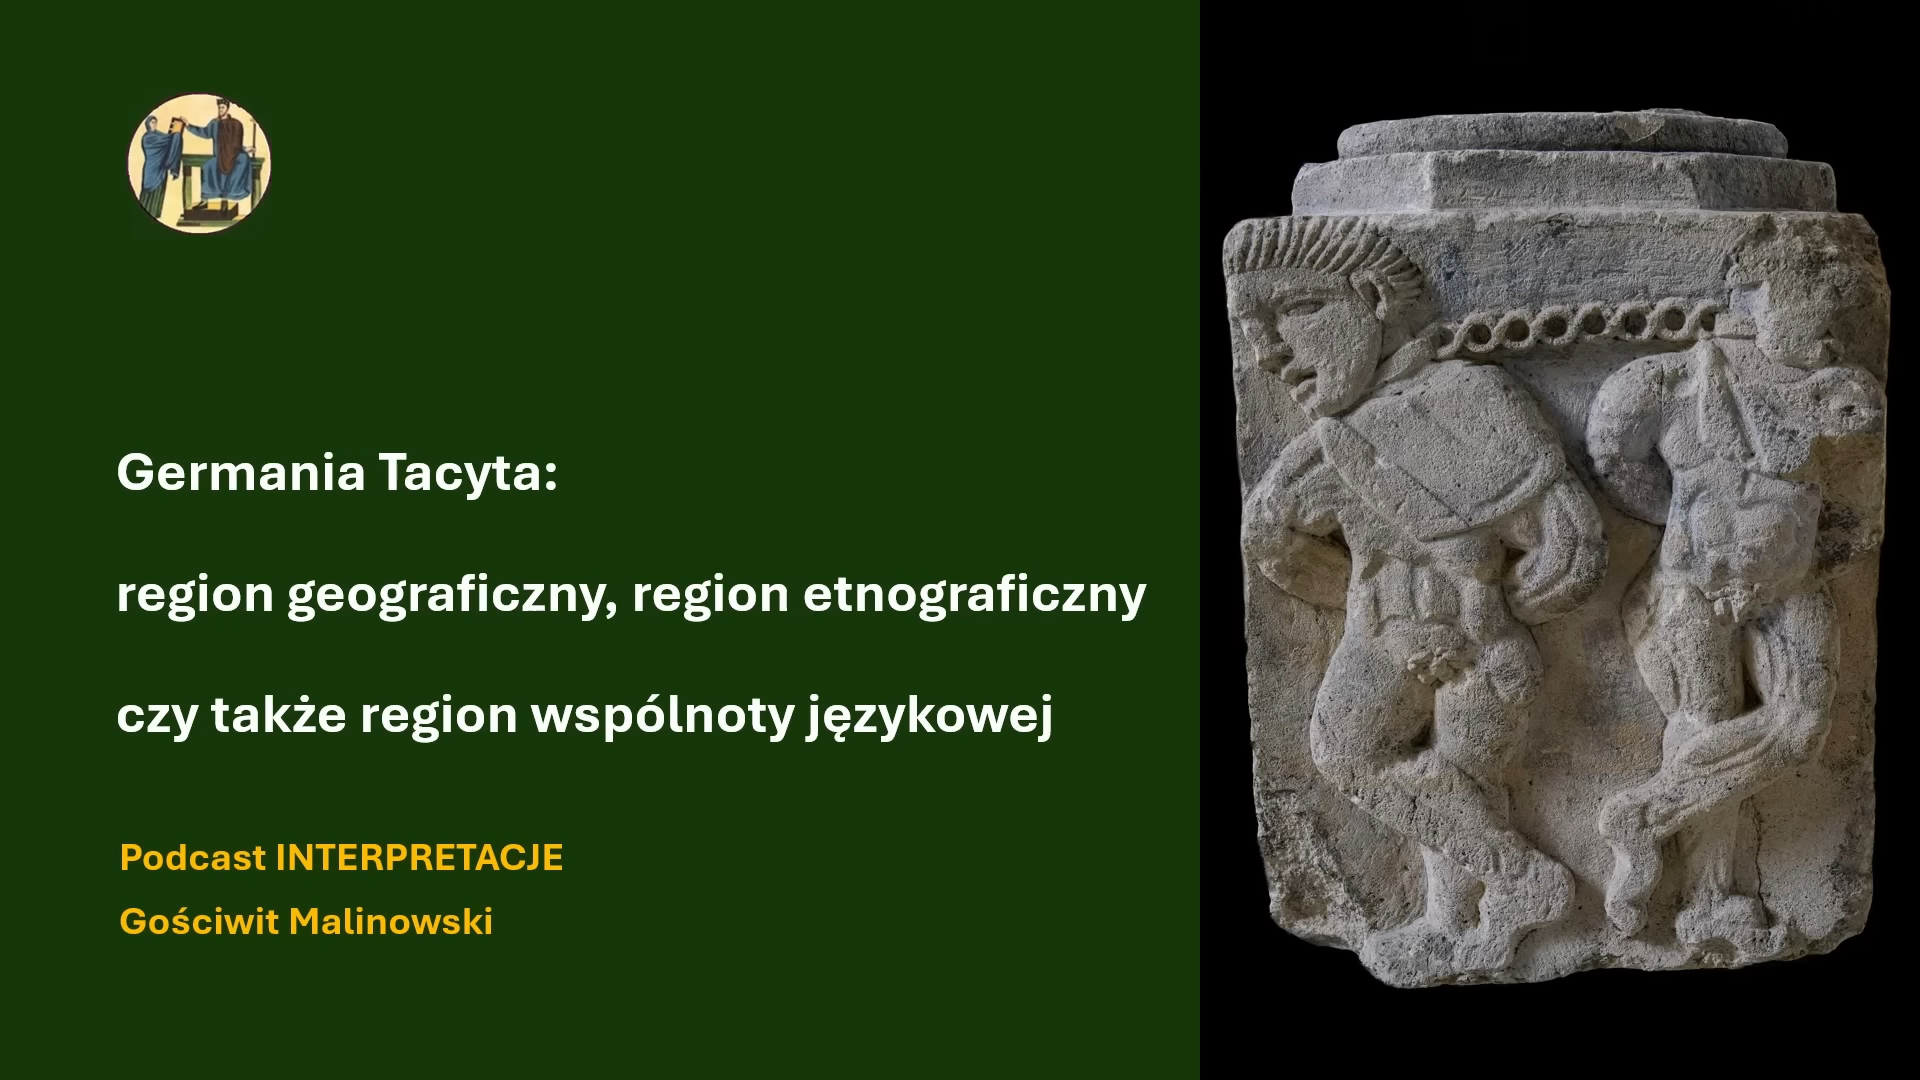 Germania Tacyta:
region geograficzny, region etnograficzny
czy także region wspólnoty językowej
Podcast INTERPRETACJE
Gościwit Malinowski